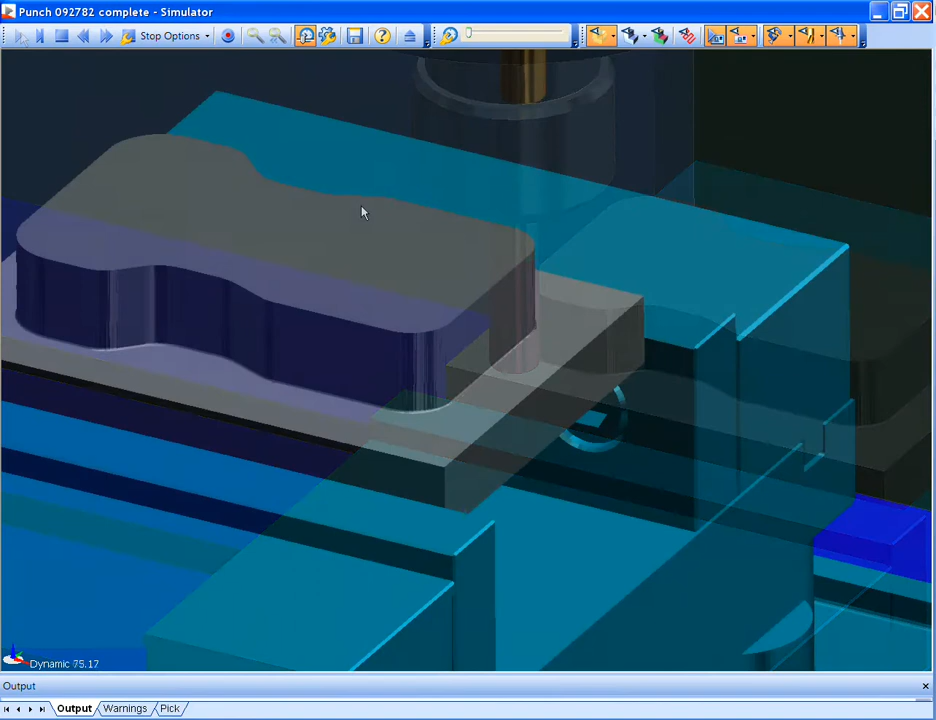 Punch 092782 complete - Simulator
Stop Options
Dynamic 75.17
Output
Output Warnings Pick